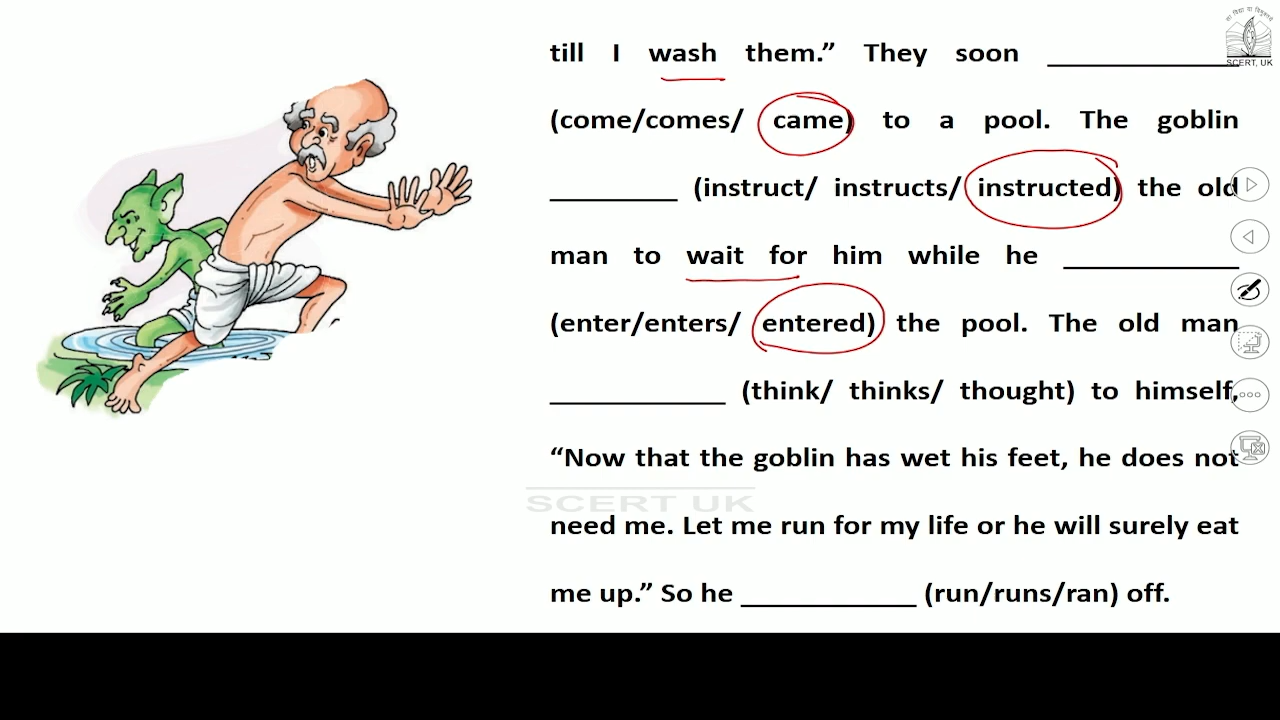 till I wash them.” They soon ____________
SCERT, UK
(come/comes/ came) to a pool. The goblin
_________ (instruct/ instructs/ instructed) the old
man to wait for him while he ____________
(enter/enters/ entered) the pool. The old man
____________ (think/ thinks/ thought) to himself,
“Now that the goblin has wet his feet, he does not
SCERT UK
need me. Let me run for my life or he will surely eat
me up.” So he ____________ (run/runs/ran) off.